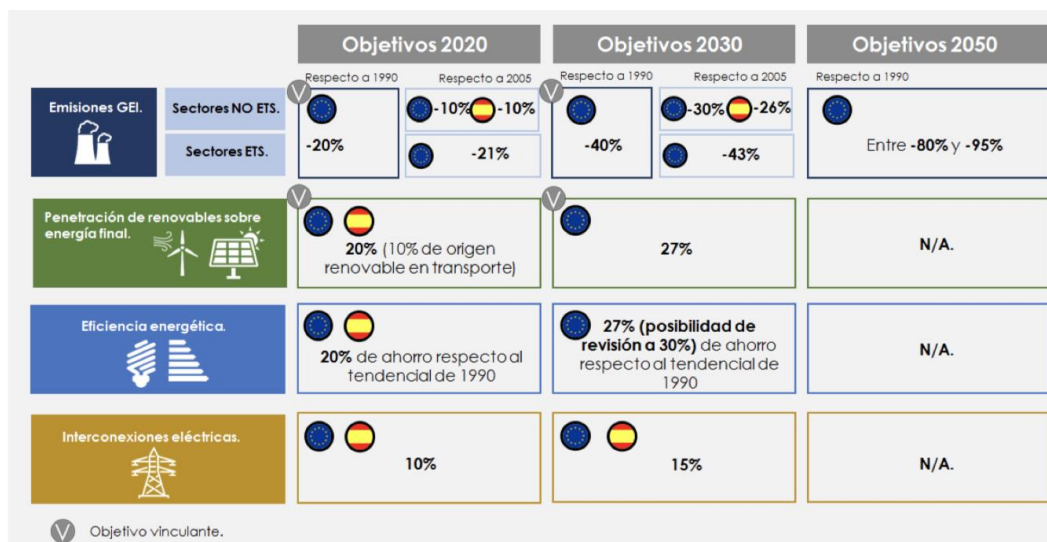 Objetivos 2020
Objetivos 2030
Objetivos 2050
Respecto a 1990
Respecto a 2005
Respecto a 1990
Respecto a 2005
Respecto a 1990
Emisiones GEI.
Sectores NO ETS.
Sectores ETS.
V
-20%
-10%
-10%
-21%
V
-40%
-30%
-26%
-43%
Entre -80% y -95%
Penetración de renovables sobre
energía final.
V
20% (10% de origen
renovable en transporte)
V
27%
N/A.
Eficiencia energética.
20% de ahorro respecto al
tendencial de 1990
27% (posibilidad de
revisión a 30%) de ahorro
respecto al tendencial de
1990
N/A.
Interconexiones eléctricas.
10%
15%
N/A.
V Objetivo vinculante.